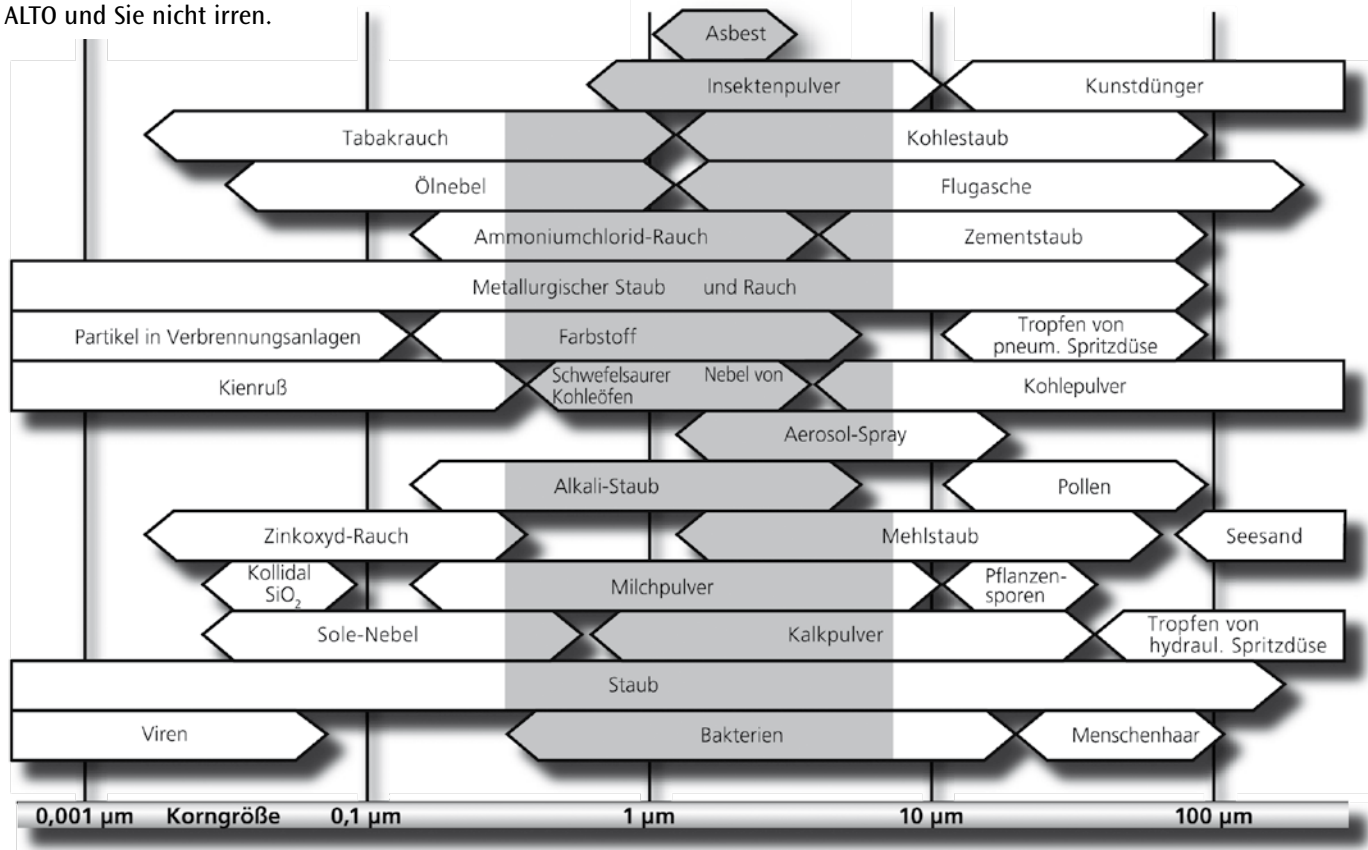 ALTO und Sie nicht irren.
Asbest
Insektenpulver
Kunstdünger
Tabakrauch
Kohlestaub
Ölnebel
Flugasche
Ammoniumchlorid-Rauch
Zementstaub
Metallurgischer Staub und Rauch
Partikel in Verbrennungsanlagen
Farbstoff
Tropfen von
pneum. Spritzdüse
Kienruß
Schwefelsaurer Nebel von
Kohleöfen
Kohlepulver
Aerosol-Spray
Alkali-Staub
Pollen
Zinkoxyd-Rauch
Mehlstaub
Seesand
Kollidal
SiO₂
Milchpulver
Pflanzen-
sporen
Sole-Nebel
Kalkpulver
Tropfen von
hydraul. Spritzdüse
Staub
Viren
Bakterien
Menschenhaar
0,001 µm Korngröße 0,1 µm 1 µm 10 µm 100 µm